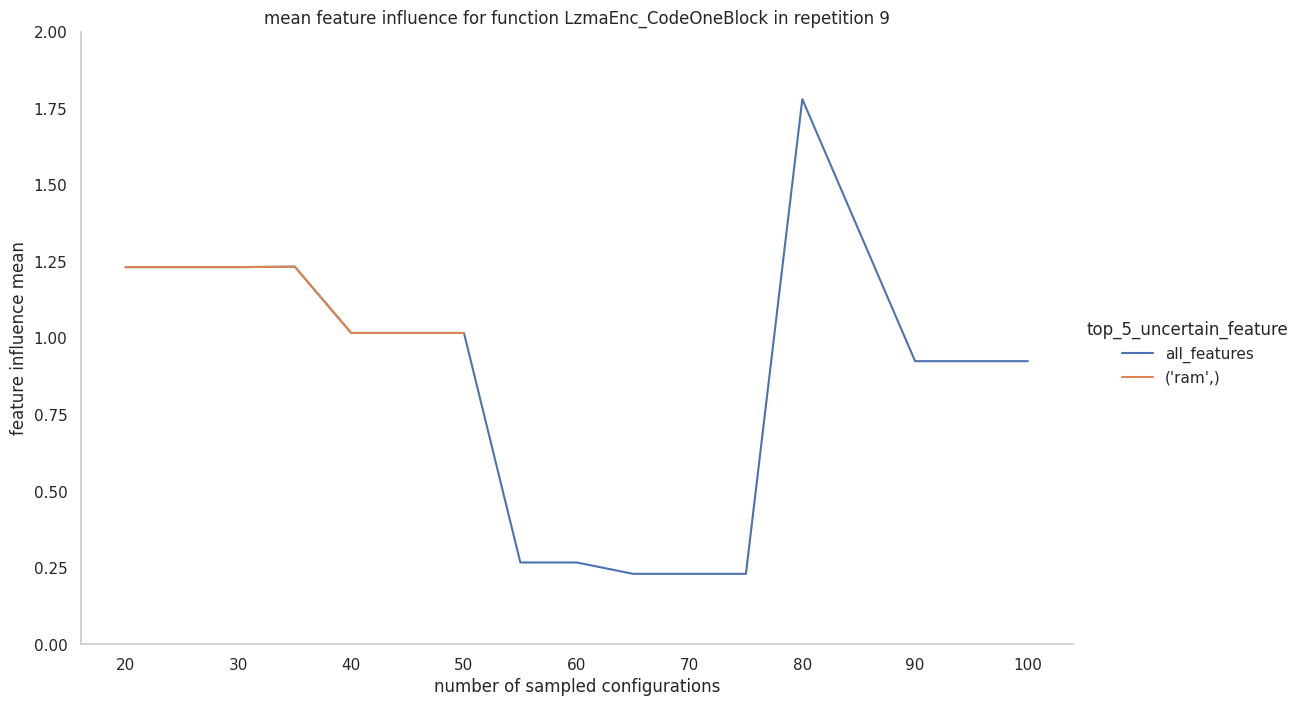 mean feature influence for function LzmaEnc_CodeOneBlock in repetition 9
2.00
1.75
1.50
1.25
1.00
0.75
0.50
0.25
0.00
feature influence mean
20 30 40 50 60 70 80 90 100
number of sampled configurations
top_5_uncertain_feature
all_features
('ram',)